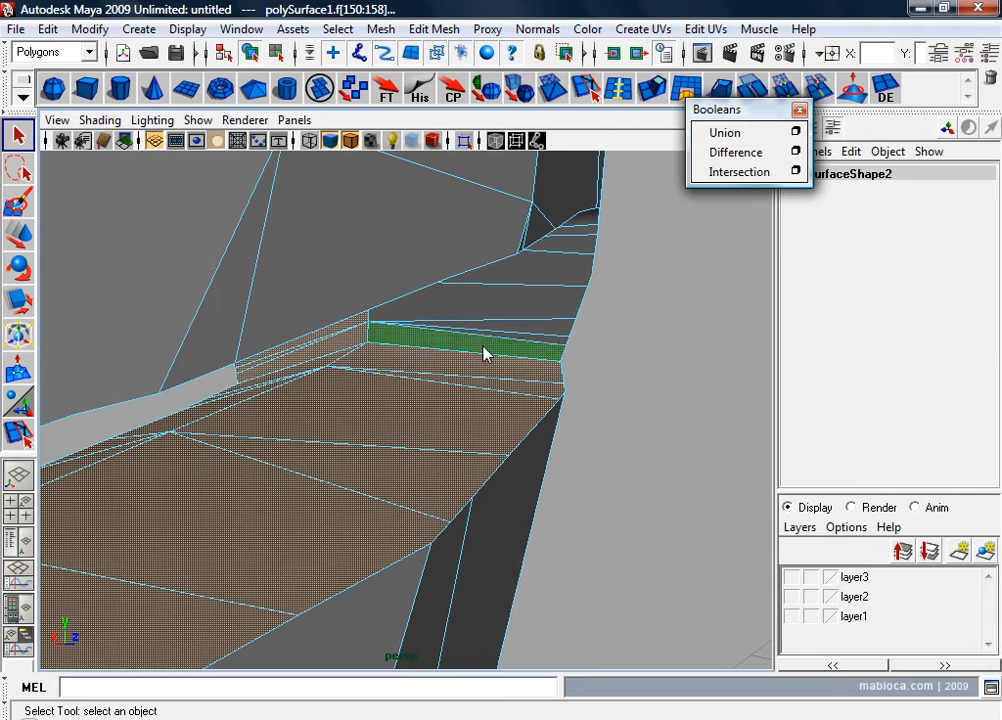 Autodesk Maya 2009 Unlimited: untitled --- polySurface1.f[150:158]...
File Edit Modify Create Display Window Assets Select Mesh Edit Mesh Proxy Normals Color Create UVs Edit UVs Muscle Help
Polygons X: Y:
FT His CP DE
Booleans
Union
Difference
Intersection
View Shading Lighting Show Renderer Panels
nels Edit Object Show
urfaceShape2
persp
y
x z
Display Render Anim
Layers Options Help
layer3
layer2
layer1
<< >>
MEL
mabioca.com | 2009
Select Tool: select an object